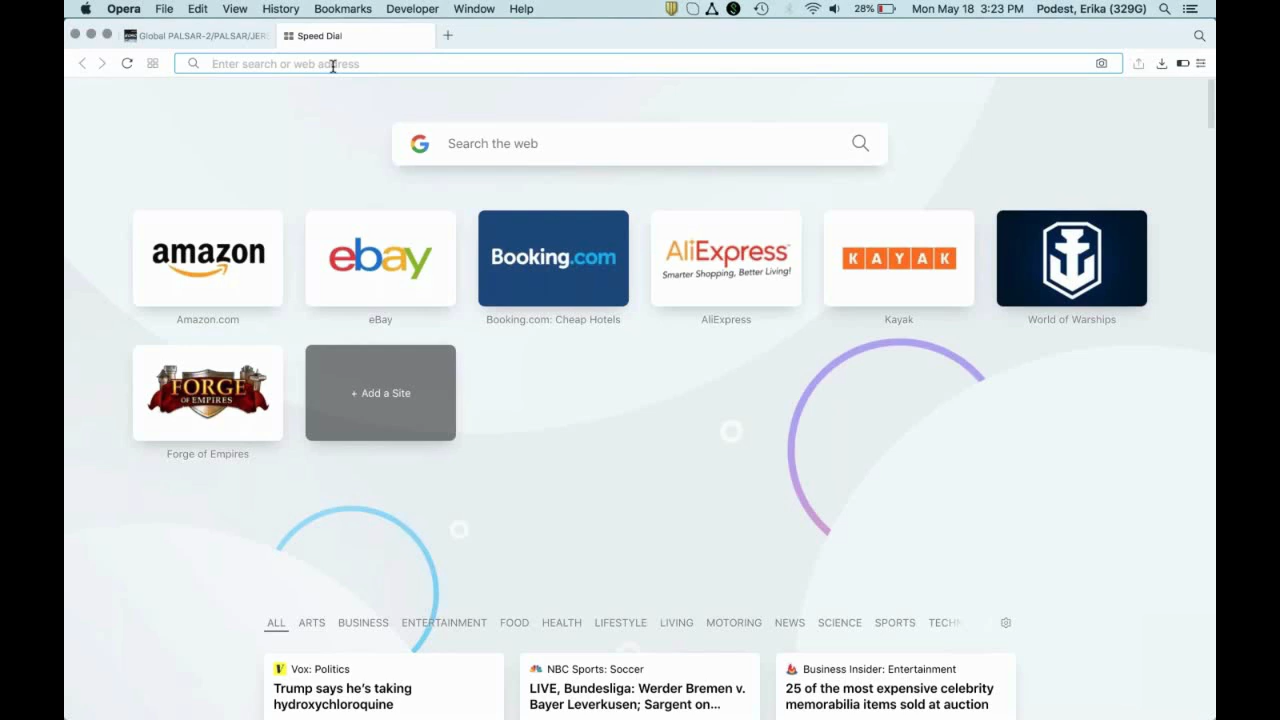 Opera File Edit View History Bookmarks Developer Window Help 28% Mon May 18 3:23 PM Podest, Erika (329G)
Global PALSAR-2/PALSAR/JER Speed Dial
Enter search or web address
Search the web
amazon ebay Booking.com AliExpress KAYAK
Smarter Shopping, Better Living!
Amazon.com eBay Booking.com: Cheap Hotels AliExpress Kayak World of Warships
FORGE
OF EMPIRES
+ Add a Site
Forge of Empires
ALL ARTS BUSINESS ENTERTAINMENT FOOD HEALTH LIFESTYLE LIVING MOTORING NEWS SCIENCE SPORTS TECHN
Vox: Politics
Trump says he’s taking
hydroxychloroquine
NBC Sports: Soccer
LIVE, Bundesliga: Werder Bremen v.
Bayer Leverkusen; Sargent on...
Business Insider: Entertainment
25 of the most expensive celebrity
memorabilia items sold at auction